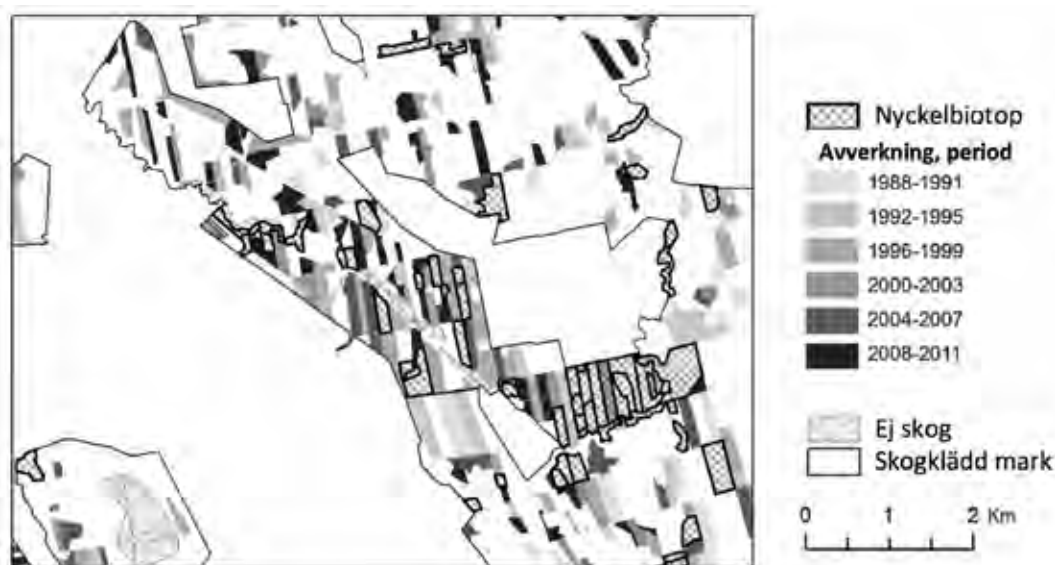 Nyckelbiotop
Avverkning, period
1988-1991
1992-1995
1996-1999
2000-2003
2004-2007
2008-2011
Ej skog
Skogklädd mark
0 1 2 Km